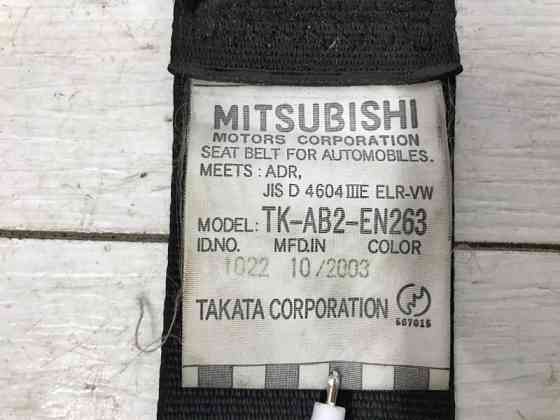 MITSUBISHI
MOTORS CORPORATION
SEAT BELT FOR AUTOMOBILES.
MEETS : ADR,
JIS D 4604 IIIE ELR-VW
MODEL: TK-AB2-EN263
ID.NO. MFD.IN COLOR
1022 10/2003
TAKATA CORPORATION
567015